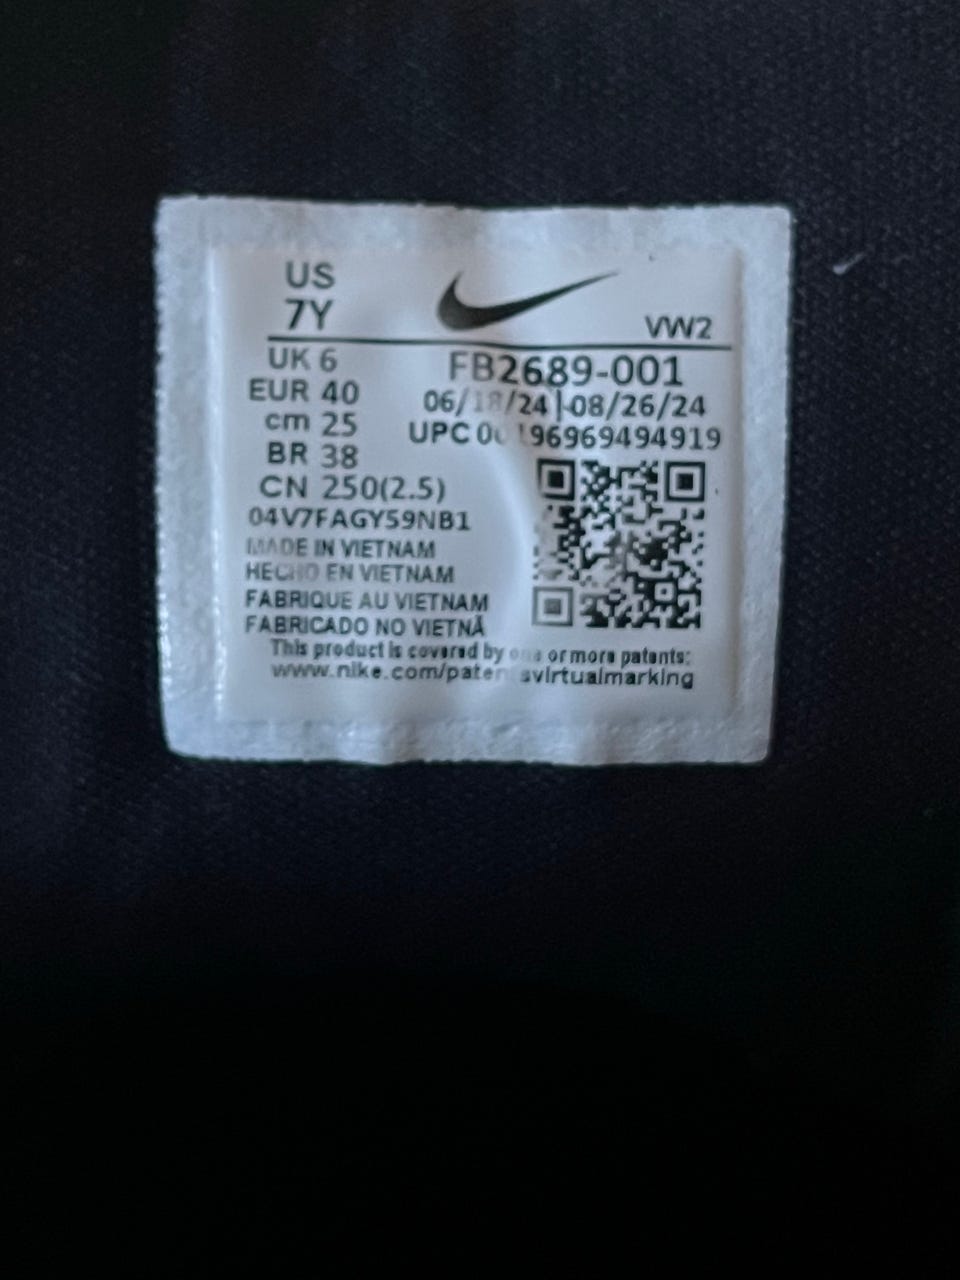 US
7Y
VW2
UK 6
EUR 40
cm 25
BR 38
CN 250(2.5)
04V7FAGY59NB1
FB2689-001
06/18/24|-08/26/24
UPC
MADE IN VIETNAM
HECHO EN VIETNAM
FABRIQUE AU VIETNAM
FABRICADO NO VIETNÃ
This product is covered by one or more patents:
www.nike.com/patentsvirtualmarking